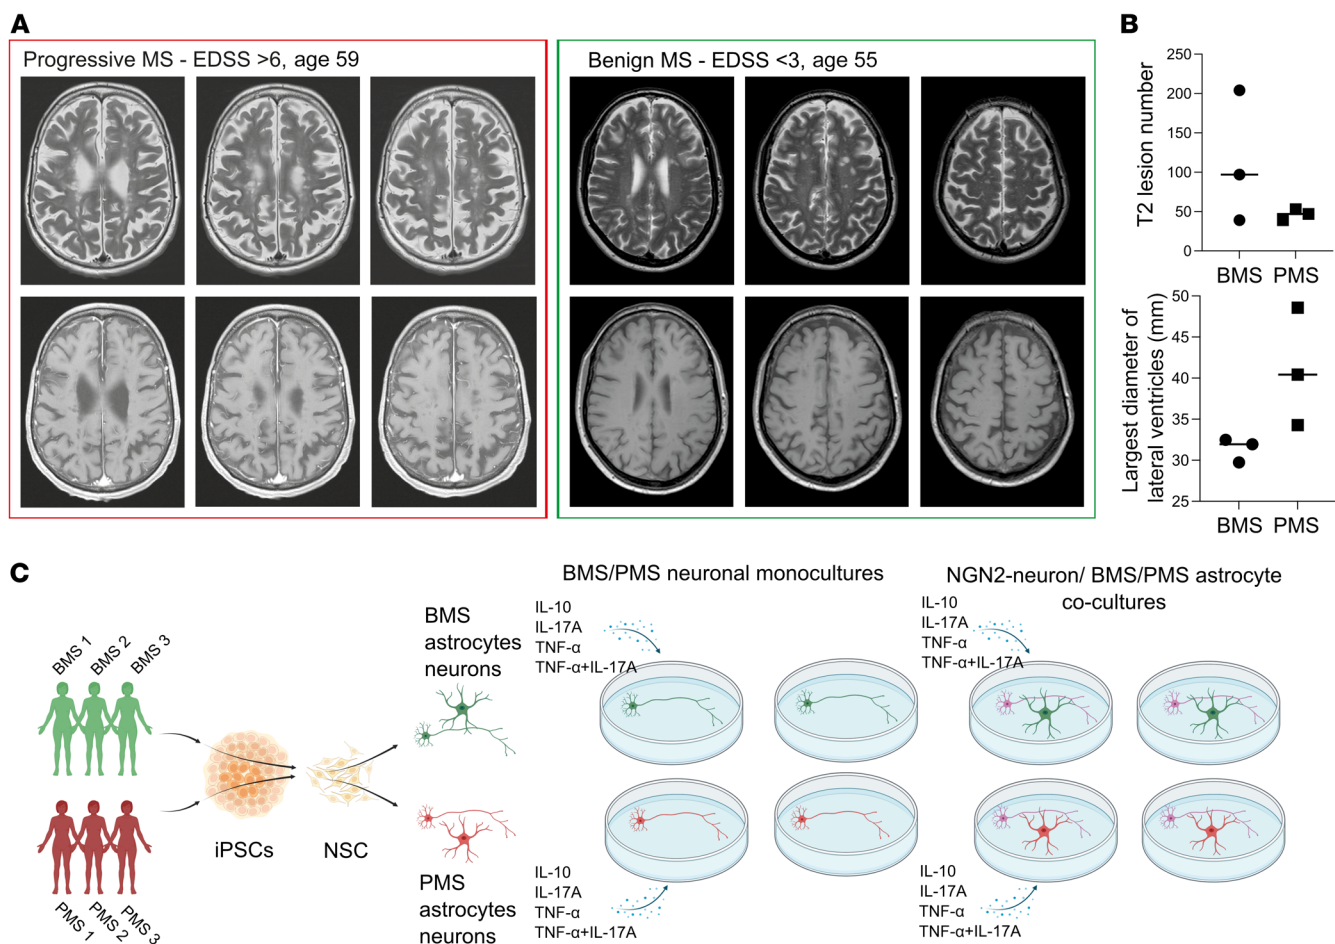 A
Progressive MS - EDSS >6, age 59
Benign MS - EDSS <3, age 55
B
T2 lesion number
250
200
150
100
50
0
BMS PMS
Largest diameter of
lateral ventricles (mm)
50
45
40
35
30
25
BMS PMS
C
BMS 1
BMS 2
BMS 3
PMS 1
PMS 2
PMS 3
iPSCs
NSC
BMS
astrocytes
neurons
PMS
astrocytes
neurons
BMS/PMS neuronal monocultures
IL-10
IL-17A
TNF-α
TNF-α+IL-17A
IL-10
IL-17A
TNF-α
TNF-α+IL-17A
NGN2-neuron/ BMS/PMS astrocyte
co-cultures
IL-10
IL-17A
TNF-α
TNF-α+IL-17A
IL-10
IL-17A
TNF-α
TNF-α+IL-17A